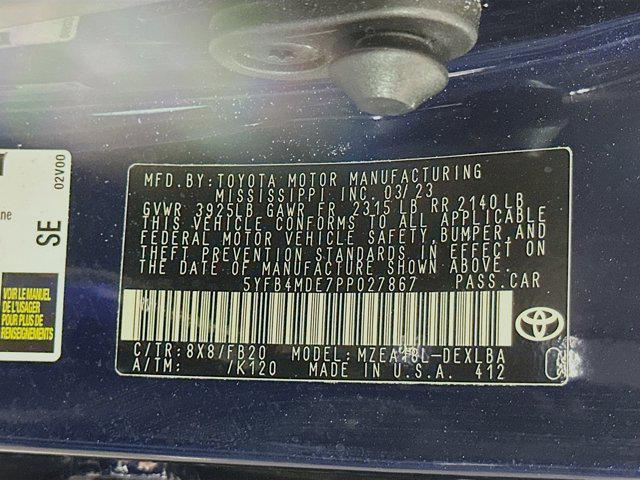 MFD. BY: TOYOTA MOTOR MANUFACTURING
MISSISSIPPI, INC. 03/23
GVWR 3925LB GAWR FR 2315 LB RR 2140 LB
THIS VEHICLE CONFORMS TO ALL APPLICABLE
FEDERAL MOTOR VEHICLE SAFETY, BUMPER, AND
THEFT PREVENTION STANDARDS IN EFFECT ON
THE DATE OF MANUFACTURE SHOWN ABOVE.
5YFB4MDE7PP027867 PASS.CAR
C/TR: 8X8/FB20 MODEL: MZEA18L-DEXLBA
A/TM: /K120 MADE IN U.S.A. 412
SE
02V00
VOIR LE MANUEL
DE L'USAGER
POUR PLUS DE
RENSEIGNEMENTS